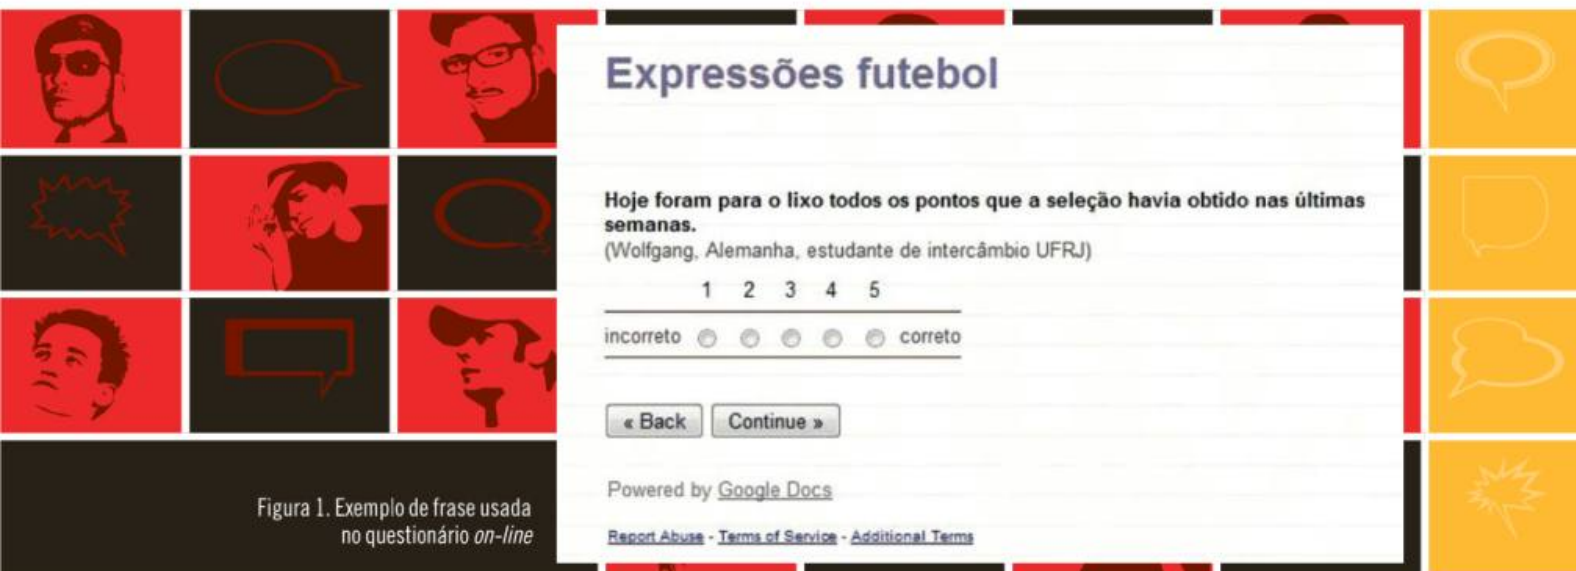 Expressões futebol
Hoje foram para o lixo todos os pontos que a seleção havia obtido nas últimas
semanas.
(Wolfgang, Alemanha, estudante de intercâmbio UFRJ)
1 2 3 4 5
incorreto correto
« Back Continue »
Powered by Google Docs
Report Abuse - Terms of Service - Additional Terms
Figura 1. Exemplo de frase usada
no questionário on-line